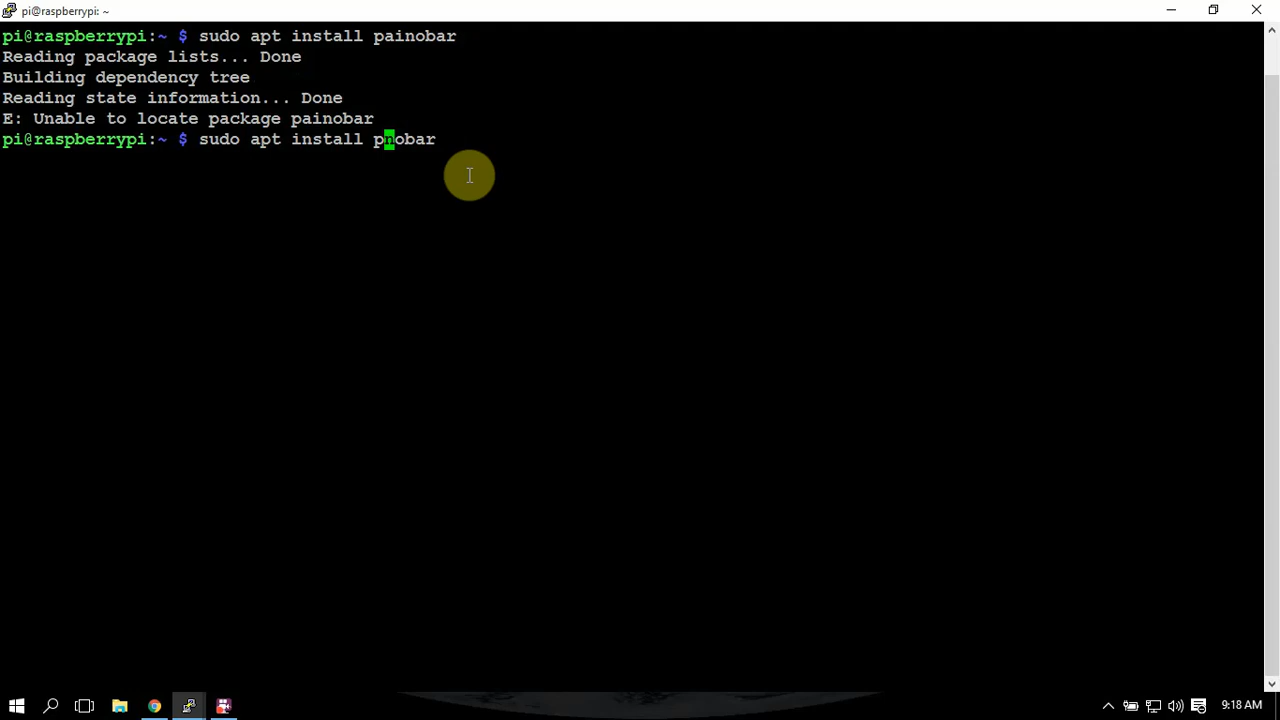 pi@raspberrypi: ~
pi@raspberrypi:~ $ sudo apt install painobar
Reading package lists... Done
Building dependency tree
Reading state information... Done
E: Unable to locate package painobar
pi@raspberrypi:~ $ sudo apt install pnobar
9:18 AM